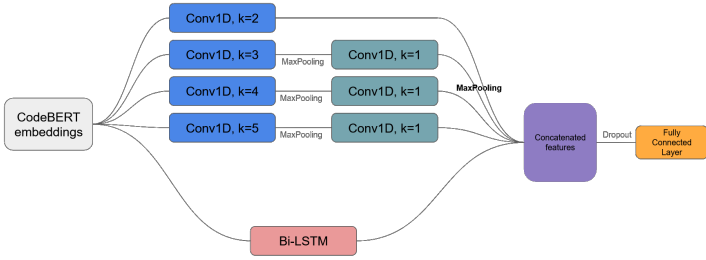 Conv1D, k=2
Conv1D, k=3
MaxPooling
Conv1D, k=1
Conv1D, k=4
MaxPooling
Conv1D, k=1
MaxPooling
CodeBERT
embeddings
Conv1D, k=5
MaxPooling
Conv1D, k=1
Concatenated
features
Dropout
Fully
Connected
Layer
Bi-LSTM